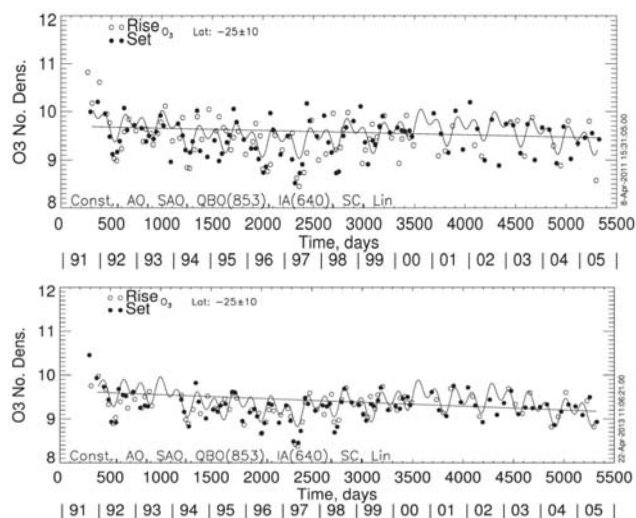 12
○ ○ Rise O3 Lat: −25±10
● ● Set
11
10
9
8
O3 No. Dens.
Const., AO, SAO, QBO(853), IA(640), SC, Lin
0 500 1000 1500 2000 2500 3000 3500 4000 4500 5000 5500
Time, days
8-Apr-2011 15:31:05.00
| 91 | 92 | 93 | 94 | 95 | 96 | 97 | 98 | 99 | 00 | 01 | 02 | 03 | 04 | 05 |
12
○ ○ Rise O3 Lat: −25±10
● ● Set
11
10
9
8
O3 No. Dens.
Const., AO, SAO, QBO(853), IA(640), SC, Lin
0 500 1000 1500 2000 2500 3000 3500 4000 4500 5000 5500
Time, days
22-Apr-2013 11:06:21.00
| 91 | 92 | 93 | 94 | 95 | 96 | 97 | 98 | 99 | 00 | 01 | 02 | 03 | 04 | 05 |